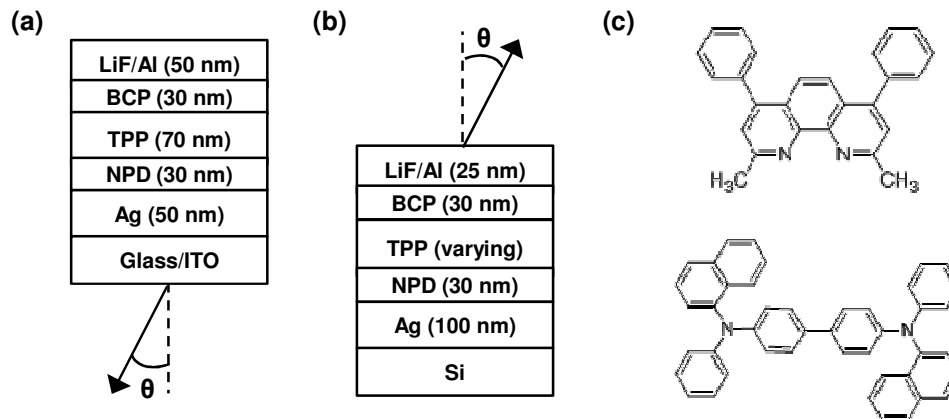 (a)
LiF/Al (50 nm)
BCP (30 nm)
TPP (70 nm)
NPD (30 nm)
Ag (50 nm)
Glass/ITO
θ
(b)
θ
LiF/Al (25 nm)
BCP (30 nm)
TPP (varying)
NPD (30 nm)
Ag (100 nm)
Si
(c)
N N
H₃C CH₃
N N